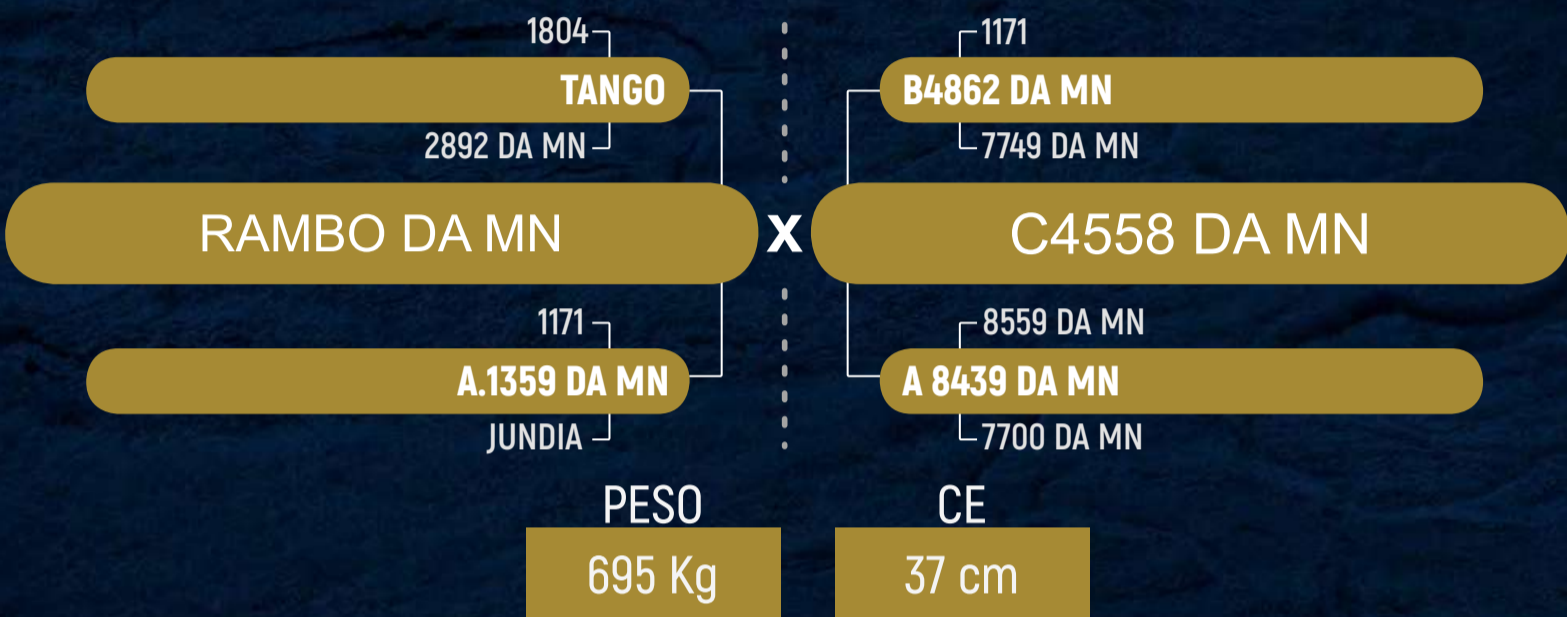 1804
TANGO
2892 DA MN
RAMBO DA MN
1171
A.1359 DA MN
JUNDIA
X
1171
B4862 DA MN
7749 DA MN
C4558 DA MN
8559 DA MN
A 8439 DA MN
7700 DA MN
PESO
695 Kg
CE
37 cm